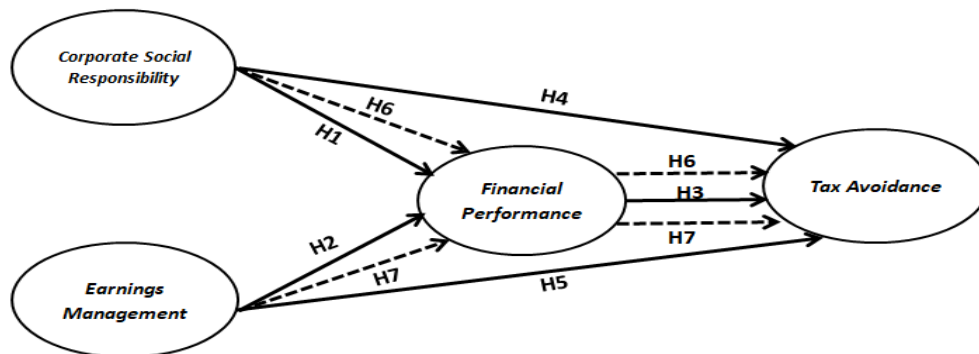 Corporate Social
Responsibility
H4
H6
H1
H6
Financial
Performance
H3
Tax Avoidance
H2
H7
H7
H5
Earnings
Management